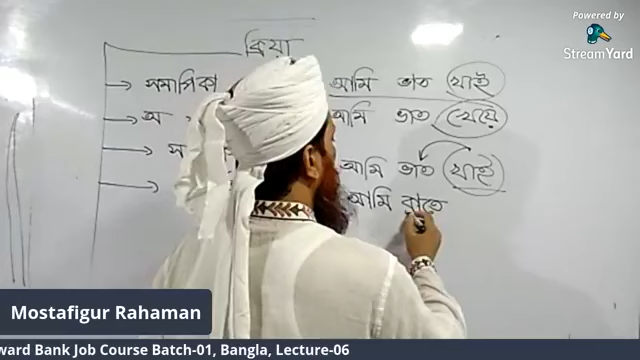 Powered by
StreamYard
ক্রিয়া
সমাপিকা আমি ভাত খাই
অ আমি ভাত খেয়ে
স আমি ভাত খাই
আমি রাতে
Mostafigur Rahaman
ward Bank Job Course Batch-01, Bangla, Lecture-06